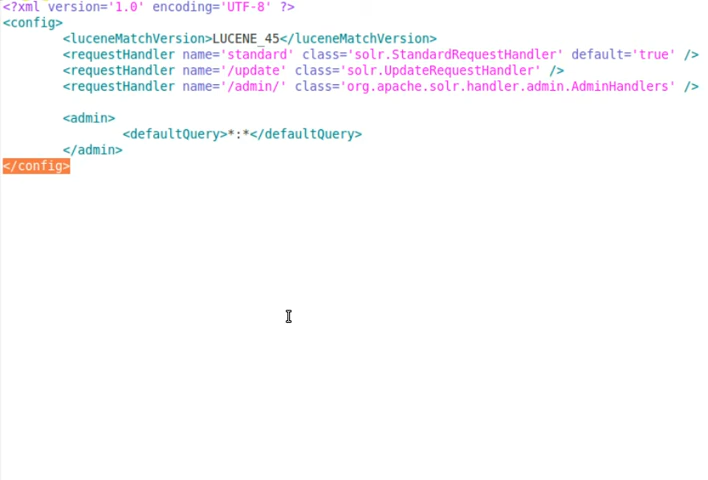 <?xml version='1.0' encoding='UTF-8' ?>
<config>
<luceneMatchVersion>LUCENE_45</luceneMatchVersion>
<requestHandler name='standard' class='solr.StandardRequestHandler' default='true' />
<requestHandler name='/update' class='solr.UpdateRequestHandler' />
<requestHandler name='/admin/' class='org.apache.solr.handler.admin.AdminHandlers' />
<admin>
<defaultQuery>*:*</defaultQuery>
</admin>
</config>